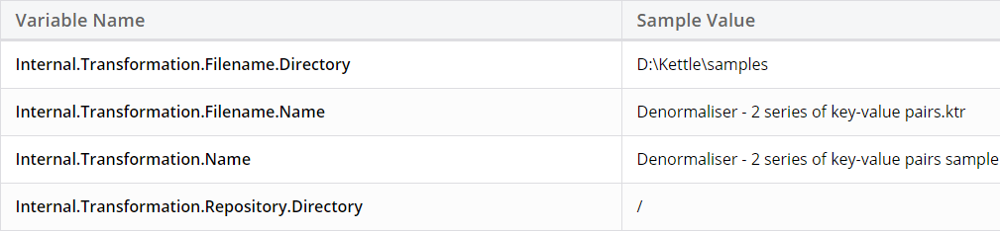 Variable Name Sample Value
Internal.Transformation.Filename.Directory D:\Kettle\samples
Internal.Transformation.Filename.Name Denormaliser - 2 series of key-value pairs.ktr
Internal.Transformation.Name Denormaliser - 2 series of key-value pairs sample
Internal.Transformation.Repository.Directory /